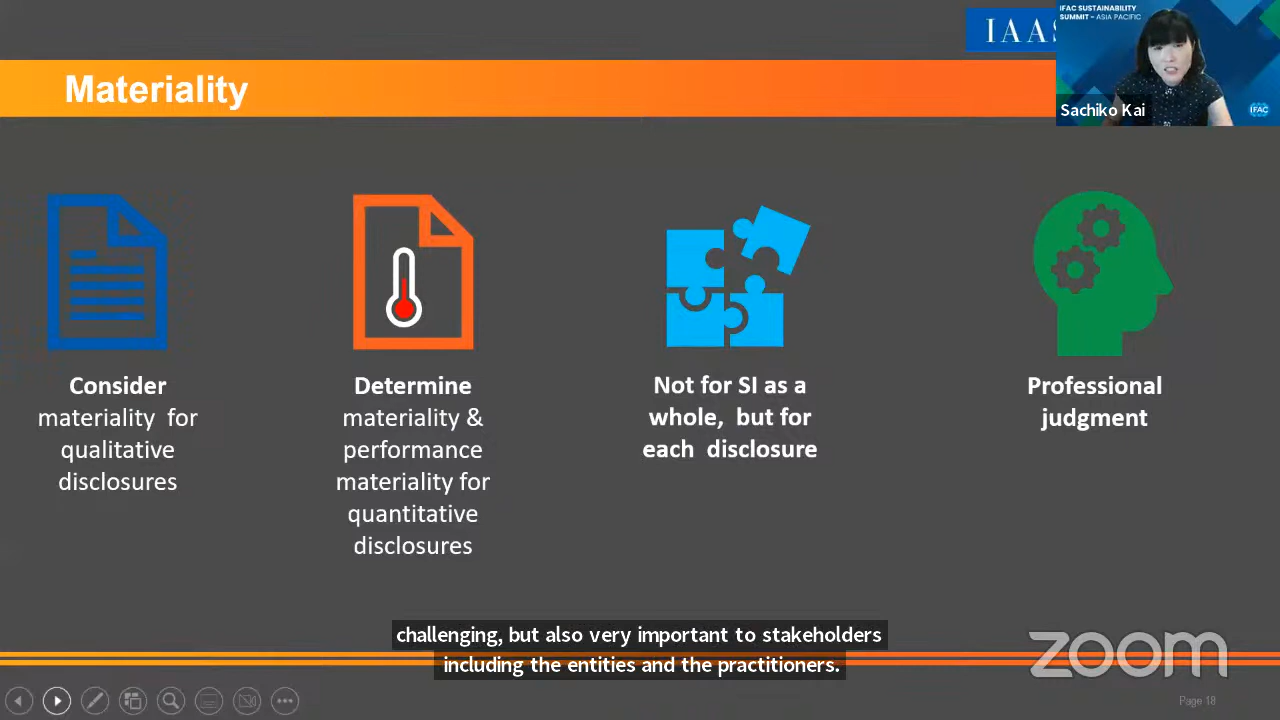 IFAC SUSTAINABILITY
SUMMIT - ASIA PACIFIC
IAAS
Materiality
Sachiko Kai
IFAC
Consider
materiality for
qualitative
disclosures
Determine
materiality &
performance
materiality for
quantitative
disclosures
Not for SI as a
whole, but for
each disclosure
Professional
judgment
challenging, but also very important to stakeholders
including the entities and the practitioners.
zoom
Page 18